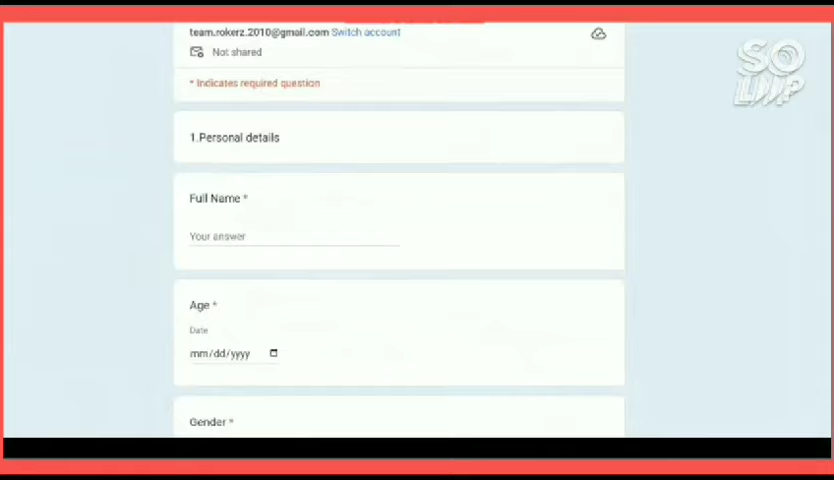 team.rokerz.2010@gmail.com Switch account
Not shared
* Indicates required question
1.Personal details
Full Name *
Your answer
Age *
Date
mm/dd/yyyy
Gender *